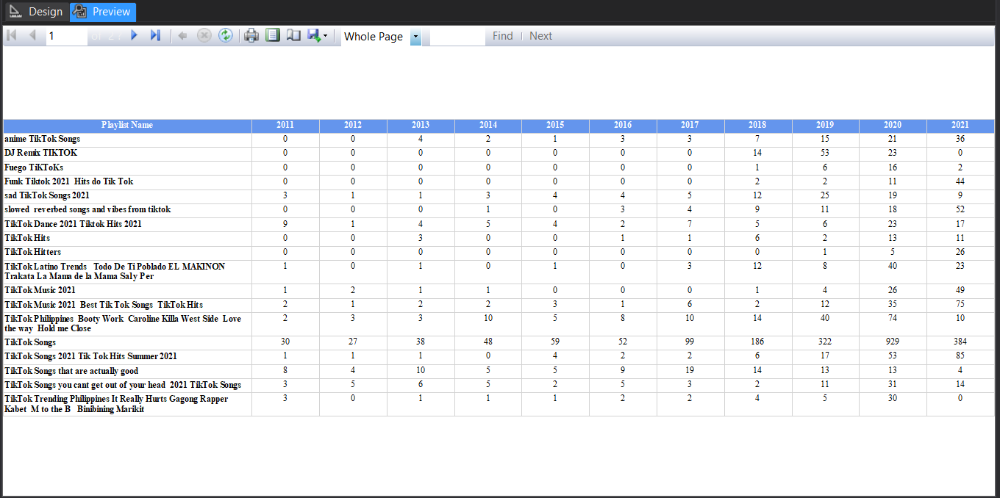 Design Preview
1 of 2 ? Whole Page Find | Next
Playlist Name 2011 2012 2013 2014 2015 2016 2017 2018 2019 2020 2021
anime TikTok Songs 0 0 4 2 1 3 3 7 15 21 36
DJ Remix TIKTOK 0 0 0 0 0 0 0 14 53 23 0
Fuego TiKToKs 0 0 0 0 0 0 0 1 6 16 2
Funk Tiktok 2021 Hits do Tik Tok 0 0 0 0 0 0 0 2 2 11 44
sad TikTok Songs 2021 3 1 1 3 4 4 5 12 25 19 9
slowed reverbed songs and vibes from tiktok 0 0 0 1 0 3 4 9 11 18 52
TikTok Dance 2021 Tiktok Hits 2021 9 1 4 5 4 2 7 5 6 23 17
TikTok Hits 0 0 3 0 0 1 1 6 2 13 11
TikTok Hitters 0 0 0 0 0 0 0 0 1 5 26
TikTok Latino Trends Todo De Ti Poblado EL MAKINON 1 0 1 0 1 0 3 12 8 40 23
Trakata La Mama de la Mama Saly Per
TikTok Music 2021 1 2 1 1 0 0 0 1 4 26 49
TikTok Music 2021 Best Tik Tok Songs TikTok Hits 2 1 2 2 3 1 6 2 12 35 75
TikTok Philippines Booty Work Caroline Killa West Side Love 2 3 3 10 5 8 10 14 40 74 10
the way Hold me Close
TikTok Songs 30 27 38 48 59 52 99 186 322 929 384
TikTok Songs 2021 Tik Tok Hits Summer 2021 1 1 1 0 4 2 2 6 17 53 85
TikTok Songs that are actually good 8 4 10 5 5 9 19 14 13 13 4
TikTok Songs you cant get out of your head 2021 TikTok Songs 3 5 6 5 2 5 3 2 11 31 14
TikTok Trending Philippines It Really Hurts Gagong Rapper 3 0 1 1 1 2 2 4 5 30 0
Kabet M to the B Binibining Marikit